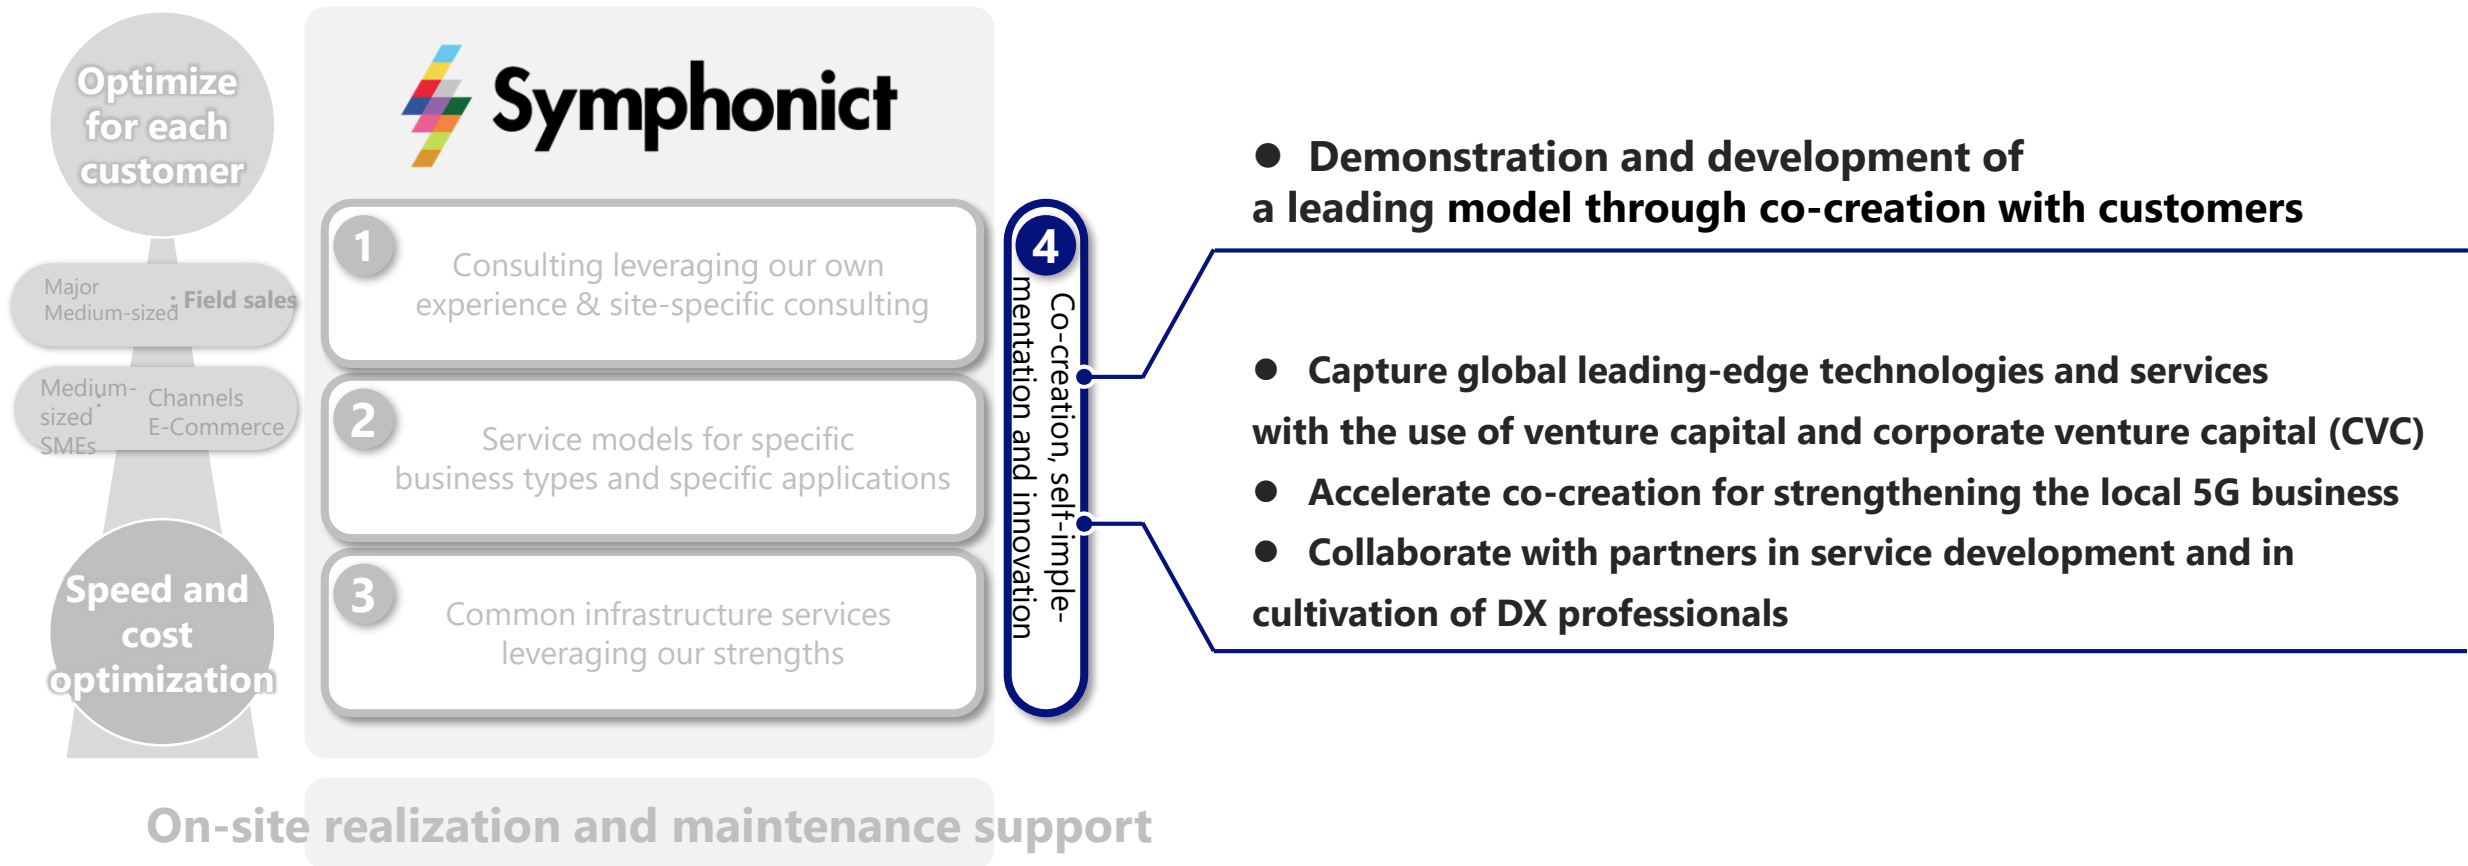 Optimize
for each
customer
Major
Medium-sized
: Field sales
Medium-
sized
SMEs
:
Channels
E-Commerce
Speed and
cost
optimization
Symphonict
1
Consulting leveraging our own
experience & site-specific consulting
2
Service models for specific
business types and specific applications
3
Common infrastructure services
leveraging our strengths
4
Co-creation, self-imple-
mentation and innovation
● Demonstration and development of
a leading model through co-creation with customers
● Capture global leading-edge technologies and services
with the use of venture capital and corporate venture capital (CVC)
● Accelerate co-creation for strengthening the local 5G business
● Collaborate with partners in service development and in
cultivation of DX professionals
On-site realization and maintenance support